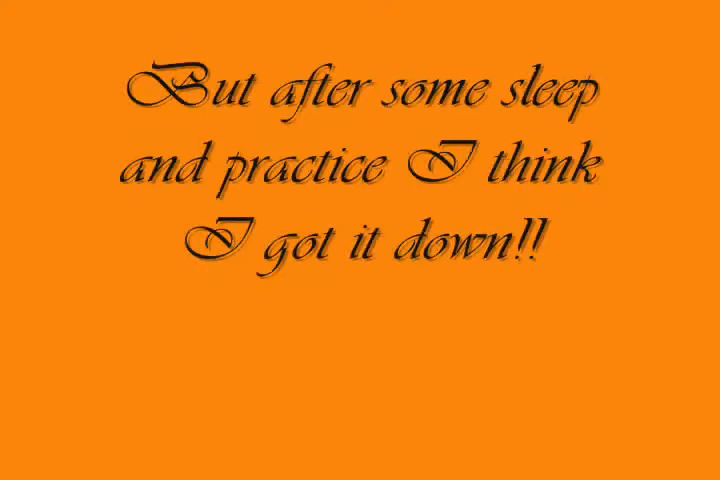 But after some sleep
and practice I think
I got it down!!